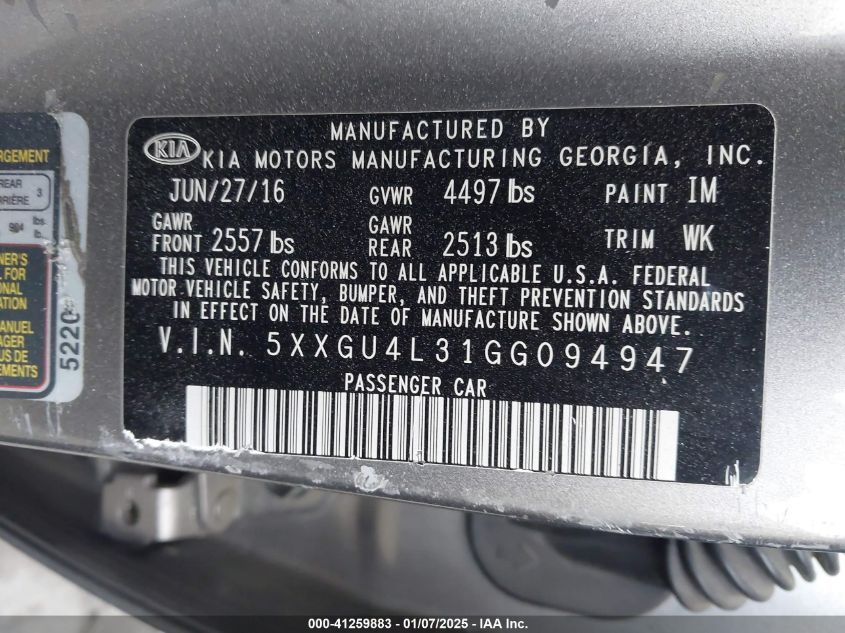 MANUFACTURED BY
KIA KIA MOTORS MANUFACTURING GEORGIA, INC.
JUN/27/16 GVWR 4497 lbs PAINT IM
GAWR FRONT 2557 lbs GAWR REAR 2513 lbs TRIM WK
THIS VEHICLE CONFORMS TO ALL APPLICABLE U.S.A. FEDERAL
MOTOR VEHICLE SAFETY, BUMPER, AND THEFT PREVENTION STANDARDS
IN EFFECT ON THE DATE OF MANUFACTURE SHOWN ABOVE.
V.I.N. 5XXGU4L31GG094947
PASSENGER CAR
REAR 3
lbs.
5220
MANUEL
000-41259883 - 01/07/2025 - IAA Inc.